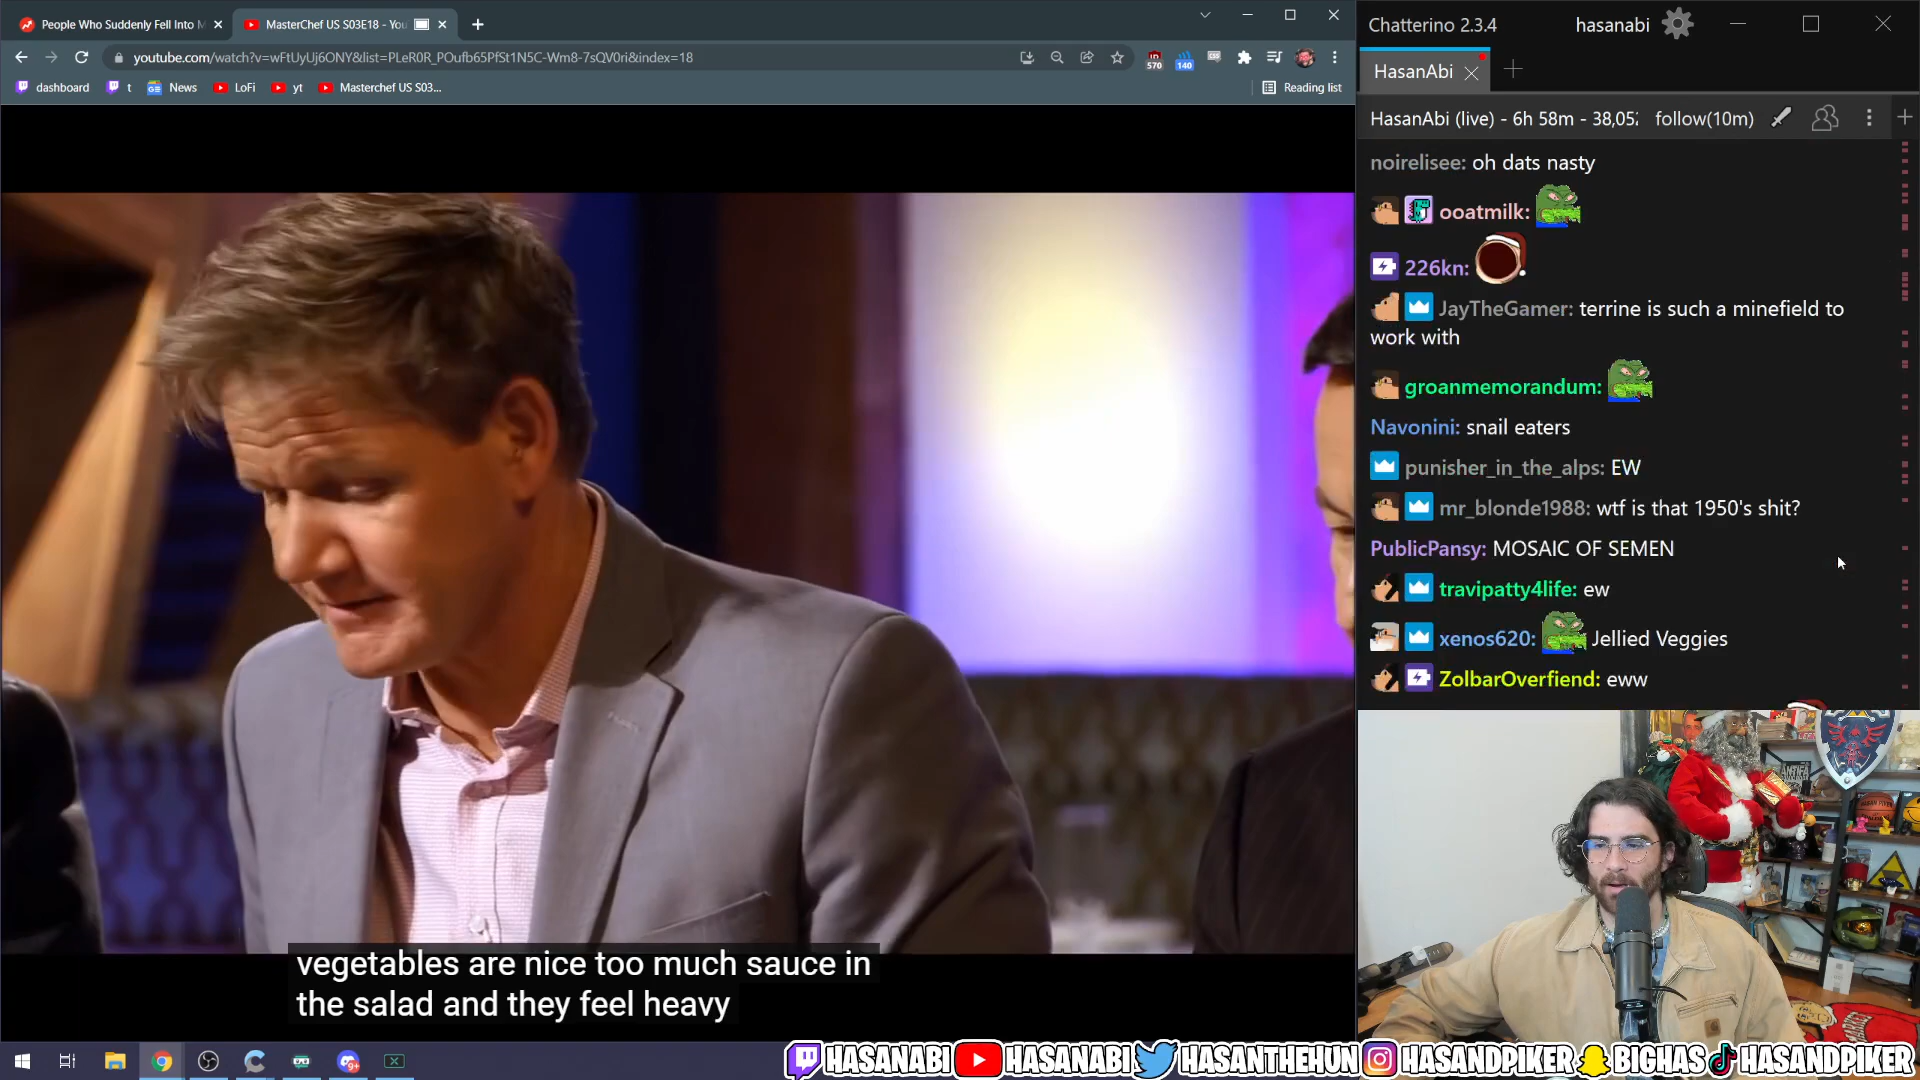 People Who Suddenly Fell Into M
MasterChef US S03E18 - You
youtube.com/watch?v=wFtUyUj6ONY&list=PLeR0R_POufb65PfSt1N5C-Wm8-7sQV0ri&index=18
570
140
dashboard
t
News
LoFi
yt
Masterchef US S03...
Reading list
vegetables are nice too much sauce in
the salad and they feel heavy
Chatterino 2.3.4
hasanabi
HasanAbi
HasanAbi (live) - 6h 58m - 38,052
follow(10m)
noirelisee: oh dats nasty
ooatmilk:
226kn:
JayTheGamer: terrine is such a minefield to
work with
groanmemorandum:
Navonini: snail eaters
punisher_in_the_alps: EW
mr_blonde1988: wtf is that 1950's shit?
PublicPansy: MOSAIC OF SEMEN
travipatty4life: ew
xenos620: Jellied Veggies
ZolbarOverfiend: eww
ANTIFA
HASANABI
HASANABI
HASANTHEHUN
HASANDPIKER
BIGHAS
HASANDPIKER